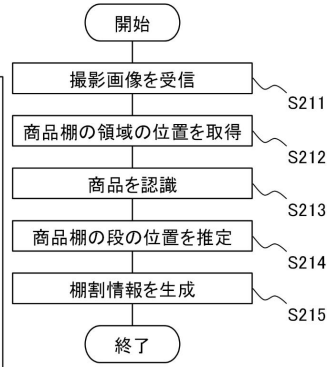 開始
撮影画像を受信
S211
商品棚の領域の位置を取得
S212
商品を認識
S213
商品棚の段の位置を推定
S214
棚割情報を生成
S215
終了